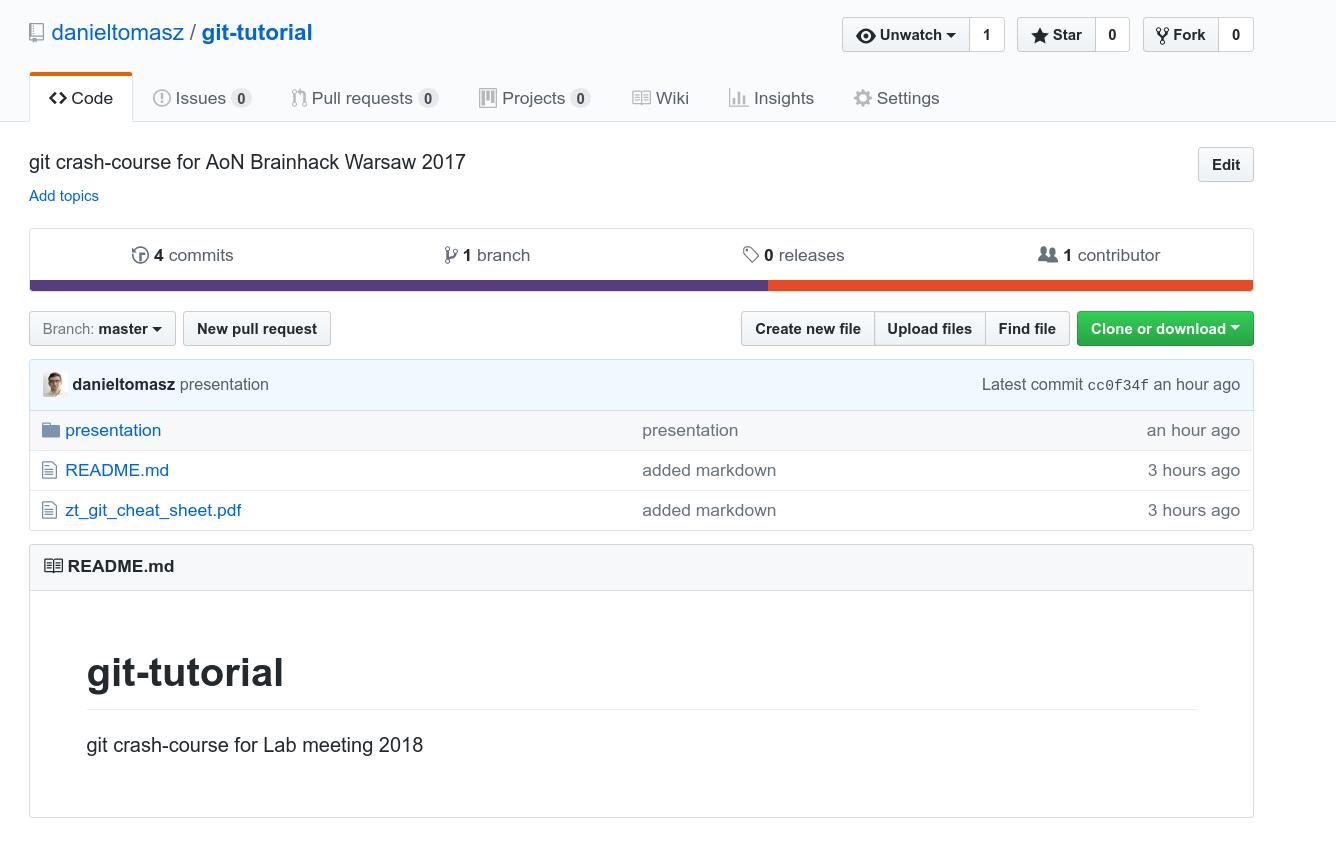 danieltomasz / git-tutorial
Unwatch 1 Star 0 Fork 0
Code Issues 0 Pull requests 0 Projects 0 Wiki Insights Settings
git crash-course for AoN Brainhack Warsaw 2017
Edit
Add topics
4 commits 1 branch 0 releases 1 contributor
Branch: master New pull request Create new file Upload files Find file Clone or download
danieltomasz presentation Latest commit cc0f34f an hour ago
presentation presentation an hour ago
README.md added markdown 3 hours ago
zt_git_cheat_sheet.pdf added markdown 3 hours ago
README.md
git-tutorial
git crash-course for Lab meeting 2018